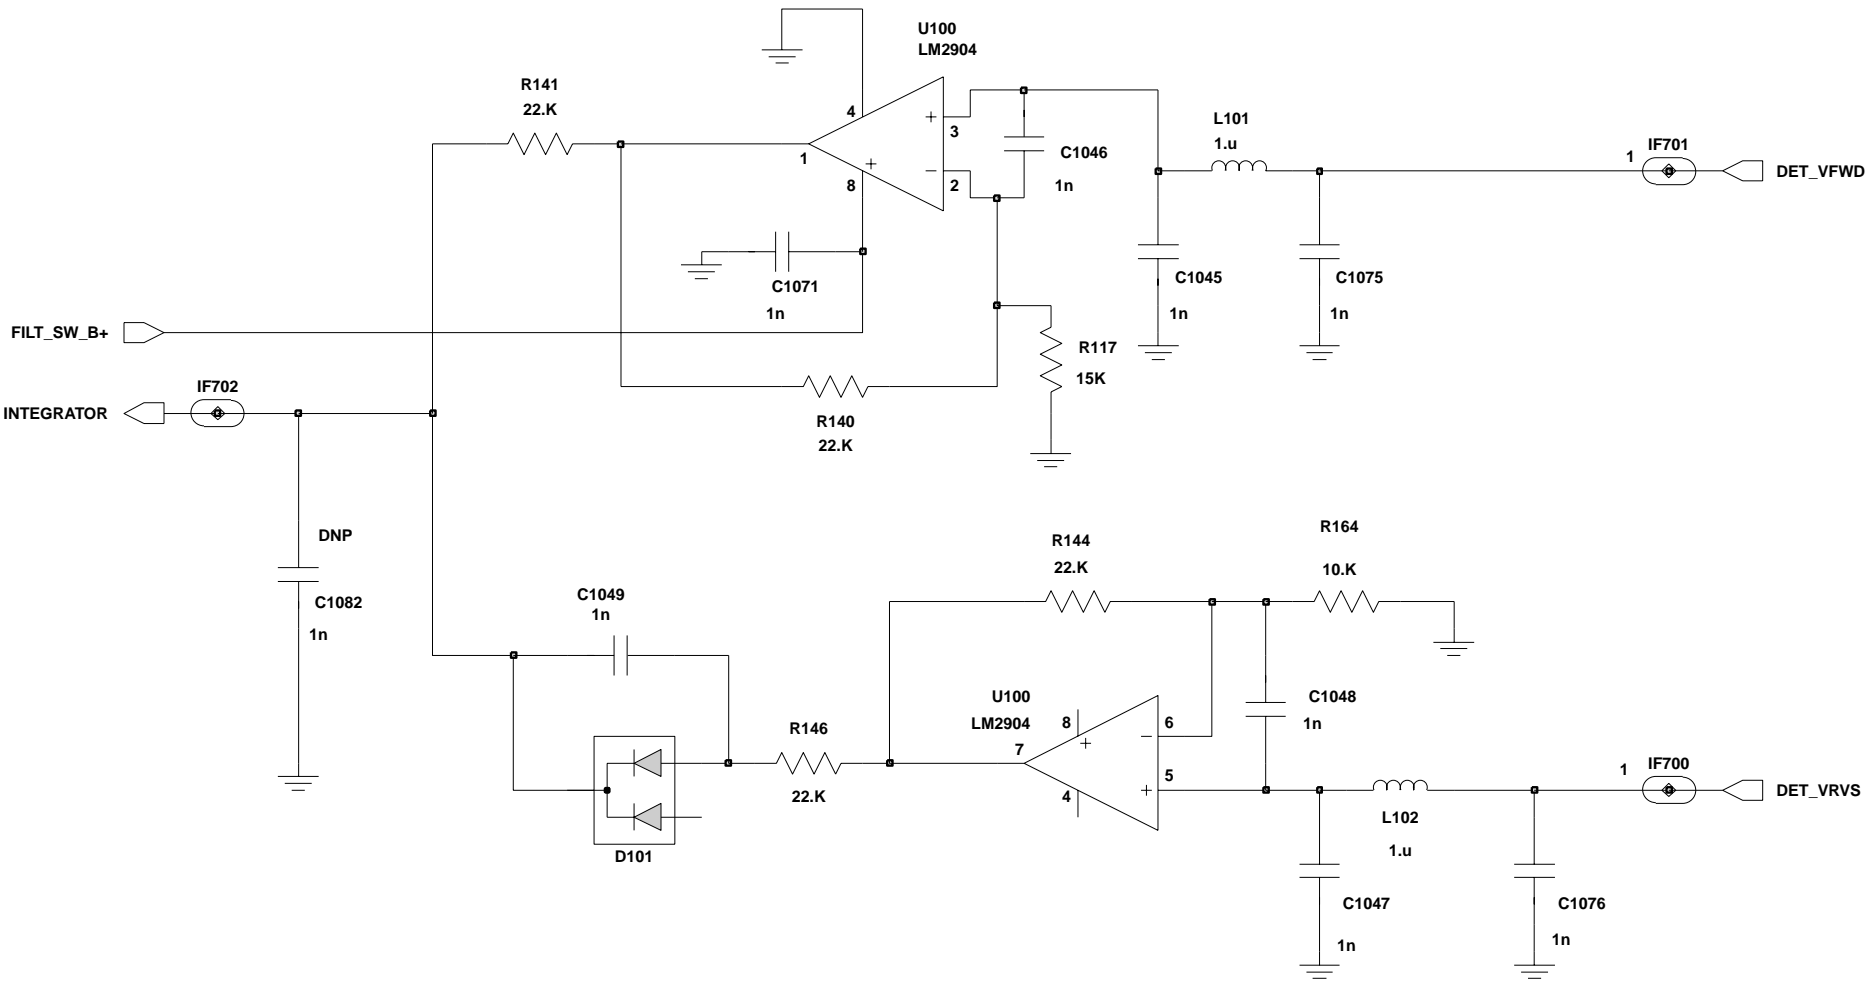 U100
LM2904
R141
22.K
4
+
3
1
+
8
−
2
C1046
1n
L101
1.u
1
IF701
DET_VFWD
C1071
1n
C1045
1n
C1075
1n
FILT_SW_B+
R117
15K
IF702
INTEGRATOR
R140
22.K
DNP
C1082
1n
R144
22.K
R164
10.K
C1049
1n
U100
LM2904
8
+
6
−
C1048
1n
R146
22.K
7
4
5
+
1
IF700
DET_VRVS
L102
1.u
D101
C1047
1n
C1076
1n